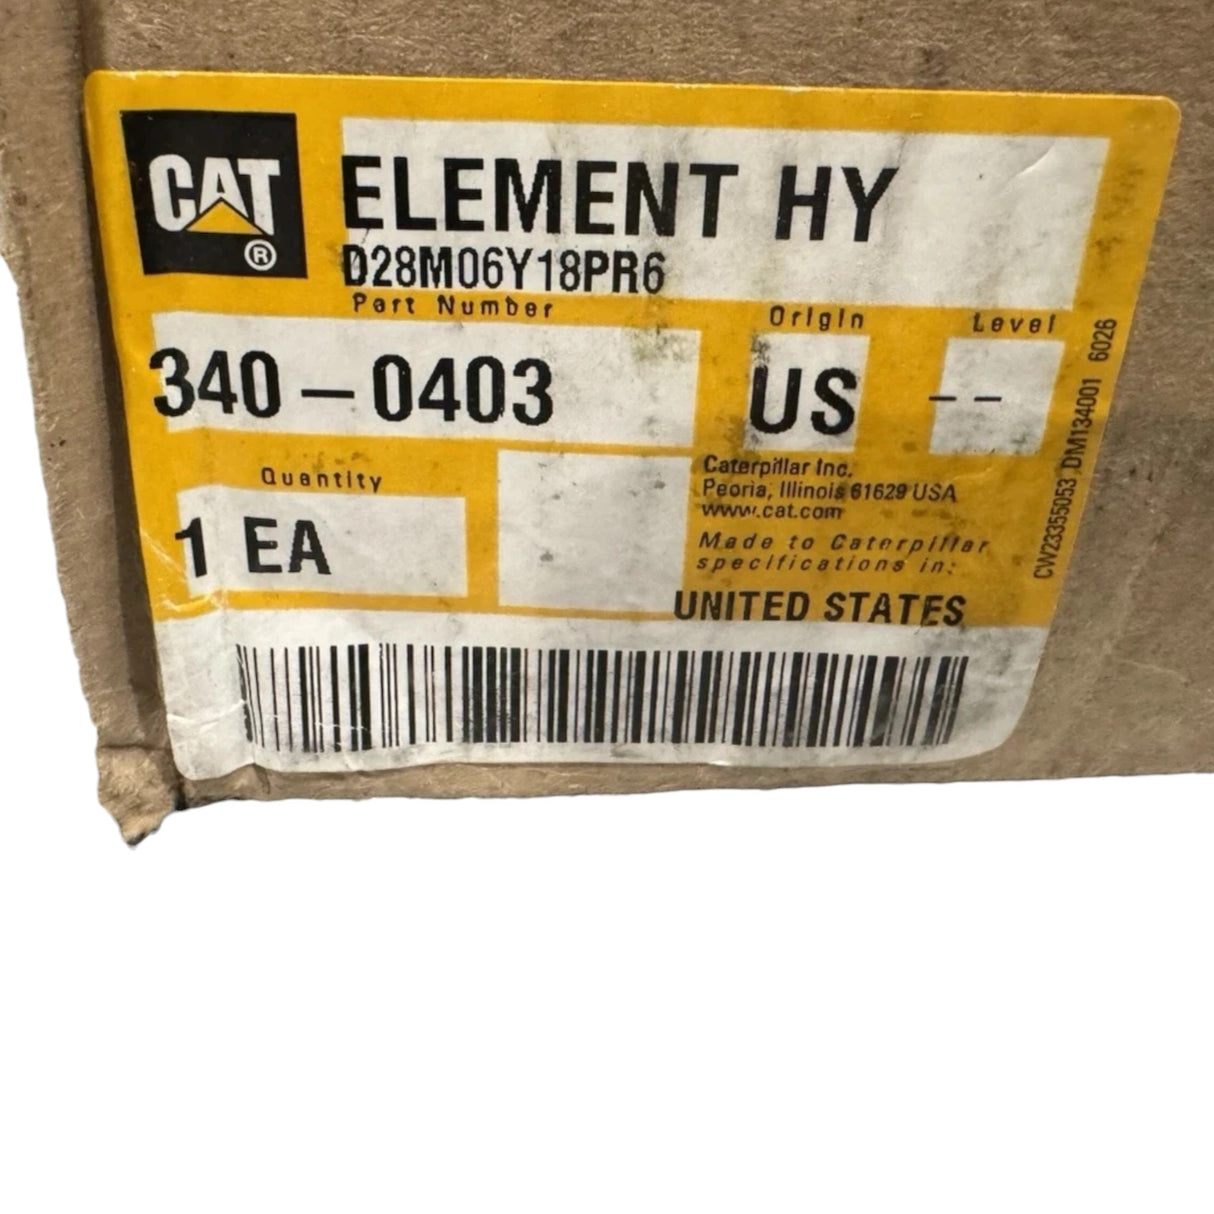 CAT
®
ELEMENT HY
D28M06Y18PR6
Part Number
Origin
Level
340-0403
US
--
Quantity
1 EA
Caterpillar Inc.
Peoria, Illinois 61629 USA
www.cat.com
Made to Caterpillar
specifications in:
UNITED STATES
CW23355053 DM134001 6026